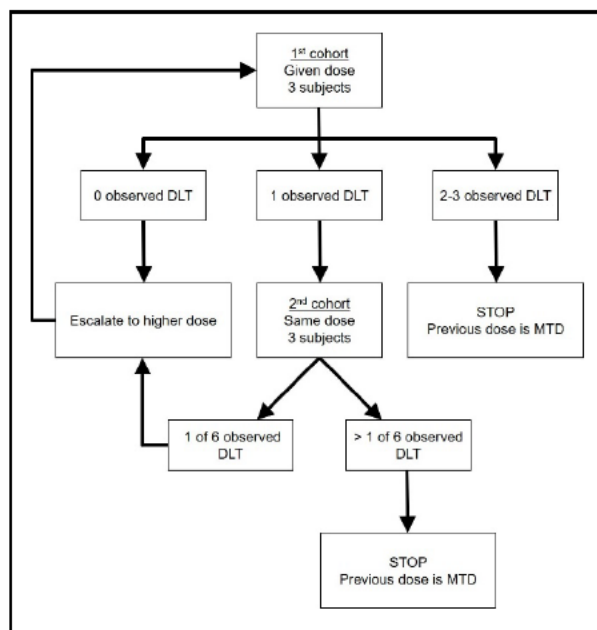 1st cohort
Given dose
3 subjects
0 observed DLT
1 observed DLT
2-3 observed DLT
Escalate to higher dose
2nd cohort
Same dose
3 subjects
STOP
Previous dose is MTD
1 of 6 observed
DLT
> 1 of 6 observed
DLT
STOP
Previous dose is MTD